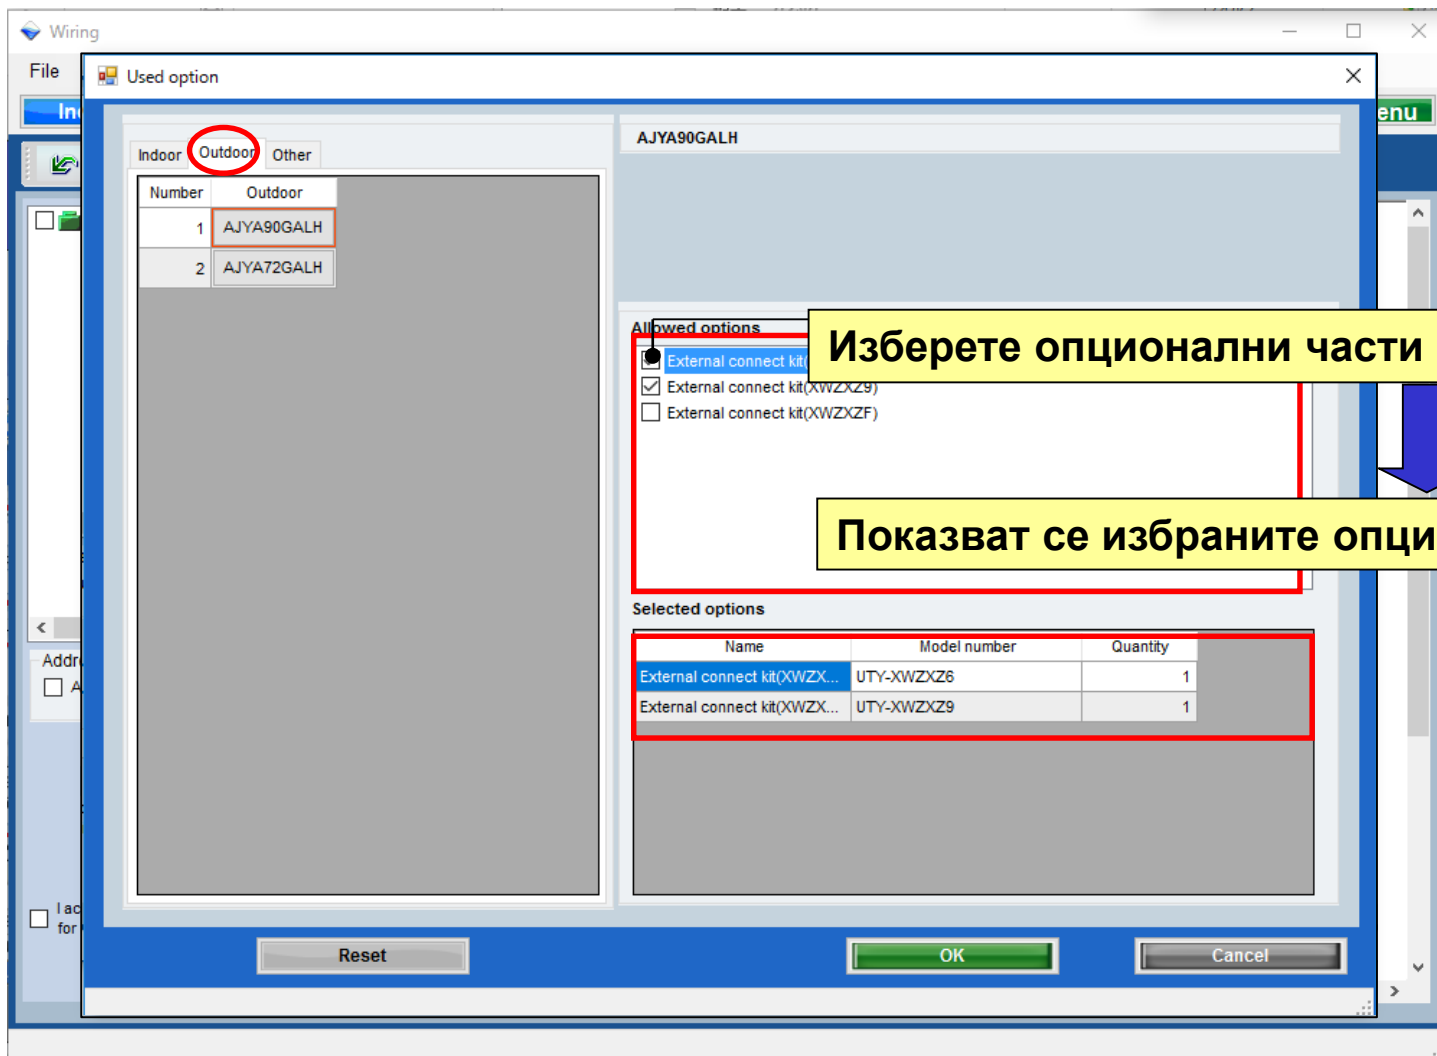 Wiring
File
Used option
AJYA90GALH
Indoor Outdoor Other
Number Outdoor
1 AJYA90GALH
2 AJYA72GALH
Allowed options
Изберете опционални части
External connect kit(
External connect kit(XWZXZ9)
External connect kit(XWZXZF)
Показват се избраните опци
Selected options
Name Model number Quantity
External connect kit(XWZX... UTY-XWZXZ6 1
External connect kit(XWZX... UTY-XWZXZ9 1
Addre
A
I ac
for
Reset OK Cancel